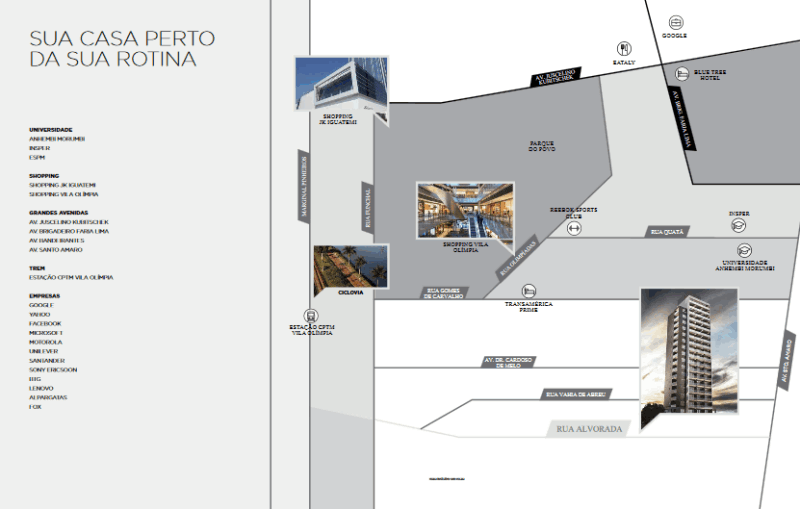 SUA CASA PERTO
DA SUA ROTINA
UNIVERSIDADE
ANHEMBI MORUMBI
INSPER
ESPM
SHOPPING
SHOPPING JK IGUATEMI
SHOPPING VILA OLÍMPIA
GRANDES AVENIDAS
AV. JUSCELINO KUBITSCHEK
AV. BRIGADEIRO FARIA LIMA
AV. BANDEIRANTES
AV. SANTO AMARO
TREM
ESTAÇÃO CPTM VILA OLÍMPIA
EMPRESAS
GOOGLE
YAHOO
FACEBOOK
MICROSOFT
MOTOROLA
UNILEVER
SANTANDER
SONY ERICSSON
BTG
LENOVO
ALPARGATAS
FOX
GOOGLE
EATALY
BLUE TREE
HOTEL
AV. JUSCELINO
KUBITSCHEK
AV. BRIG. FARIA LIMA
SHOPPING
JK IGUATEMI
PARQUE
DO POVO
MARGINAL PINHEIROS
RUA FUNCHAL
REEBOK SPORTS
CLUB
INSPER
RUA QUATÁ
SHOPPING VILA
OLÍMPIA
RUA OLIMPÍADAS
UNIVERSIDADE
ANHEMBI MORUMBI
CICLOVIA
RUA GOMES
DE CARVALHO
TRANSAMÉRICA
PRIME
ESTAÇÃO CPTM
VILA OLÍMPIA
AV. DR. CARDOSO
DE MELO
AV. STO. AMARO
RUA VAHIA DE ABREU
RUA ALVORADA